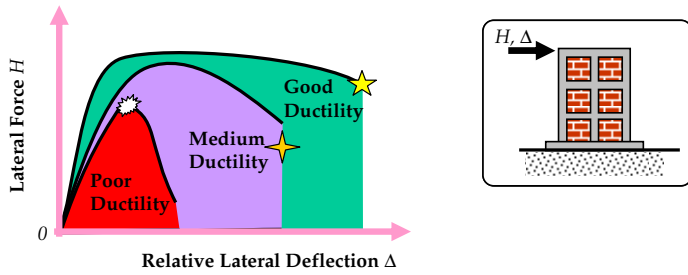 Lateral Force H
Good
Ductility
Medium
Ductility
Poor
Ductility
0
Relative Lateral Deflection Δ
H, Δ